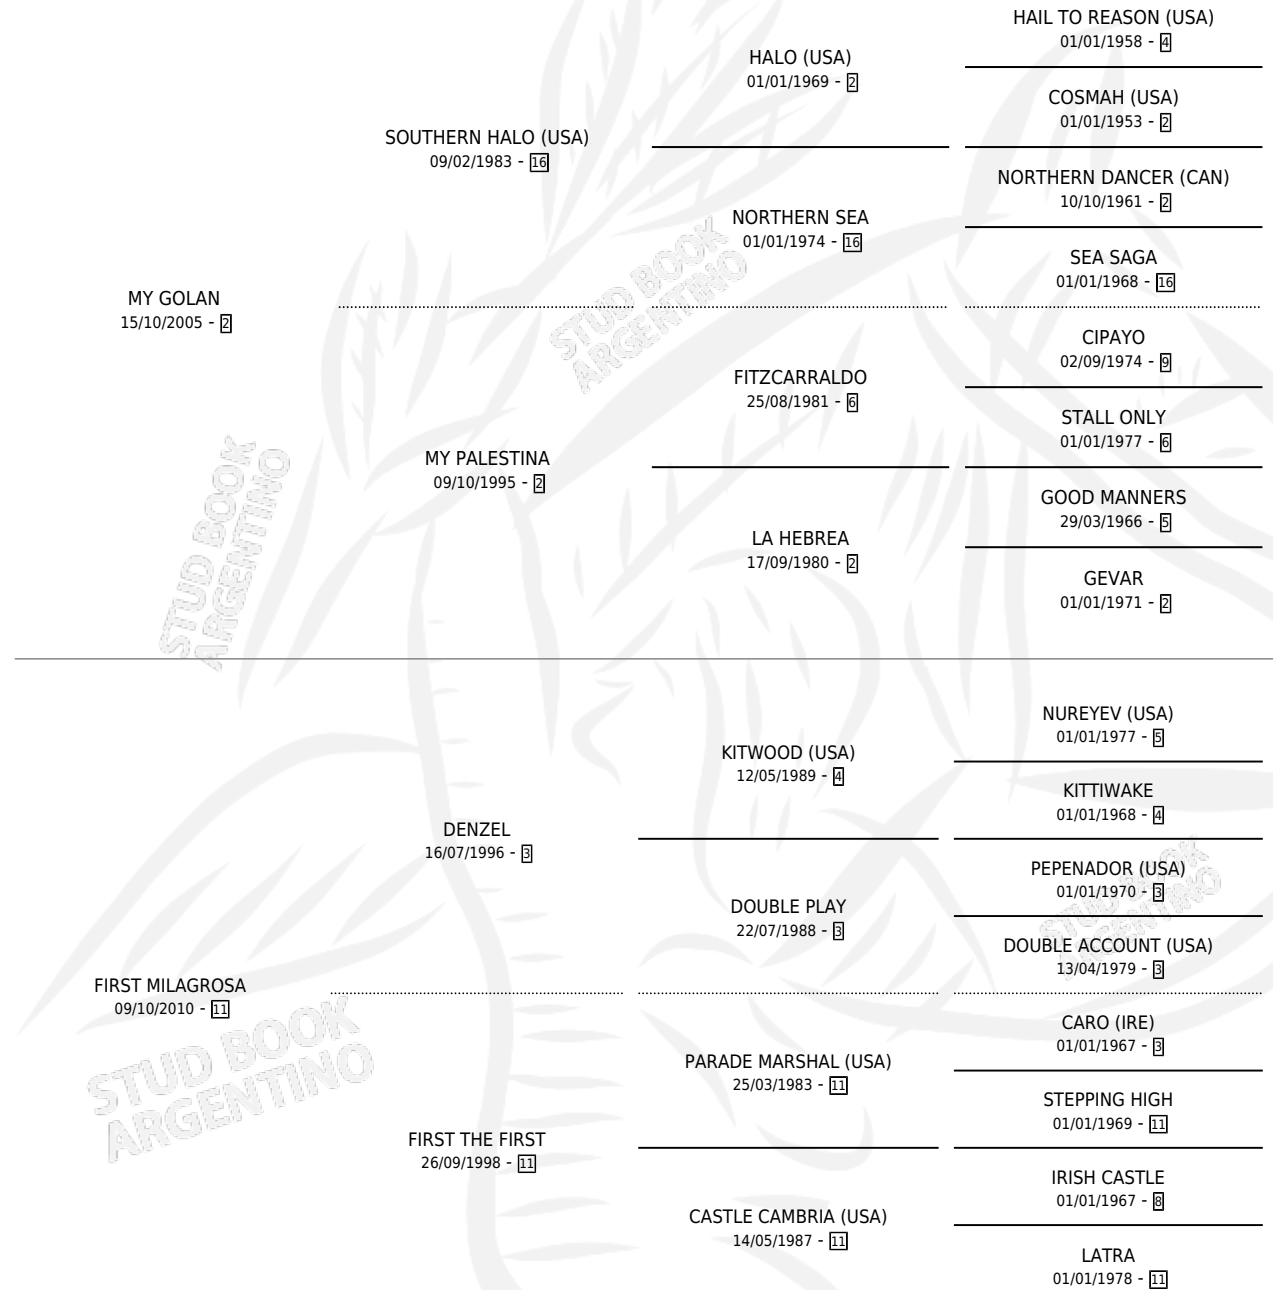 HAIL TO REASON (USA)
01/01/1958 - 4
HALO (USA)
01/01/1969 - 2
COSMAH (USA)
01/01/1953 - 2
SOUTHERN HALO (USA)
09/02/1983 - 16
NORTHERN DANCER (CAN)
10/10/1961 - 2
NORTHERN SEA
01/01/1974 - 16
SEA SAGA
01/01/1968 - 16
MY GOLAN
15/10/2005 - 2
STUD BOOK
ARGENTINO
CIPAYO
02/09/1974 - 9
FITZCARRALDO
25/08/1981 - 6
STALL ONLY
01/01/1977 - 6
MY PALESTINA
09/10/1995 - 2
GOOD MANNERS
29/03/1966 - 5
LA HEBREA
17/09/1980 - 2
GEVAR
01/01/1971 - 2
STUD BOOK
ARGENTINO
NUREYEV (USA)
01/01/1977 - 5
KITWOOD (USA)
12/05/1989 - 4
KITTIWAKE
01/01/1968 - 4
DENZEL
16/07/1996 - 3
PEPENADOR (USA)
01/01/1970 - 3
DOUBLE PLAY
22/07/1988 - 3
DOUBLE ACCOUNT (USA)
13/04/1979 - 3
STUD BOOK
ARGENTINO
FIRST MILAGROSA
09/10/2010 - 11
STUD BOOK
ARGENTINO
CARO (IRE)
01/01/1967 - 3
PARADE MARSHAL (USA)
25/03/1983 - 11
STEPPING HIGH
01/01/1969 - 11
FIRST THE FIRST
26/09/1998 - 11
IRISH CASTLE
01/01/1967 - 8
CASTLE CAMBRIA (USA)
14/05/1987 - 11
LATRA
01/01/1978 - 11